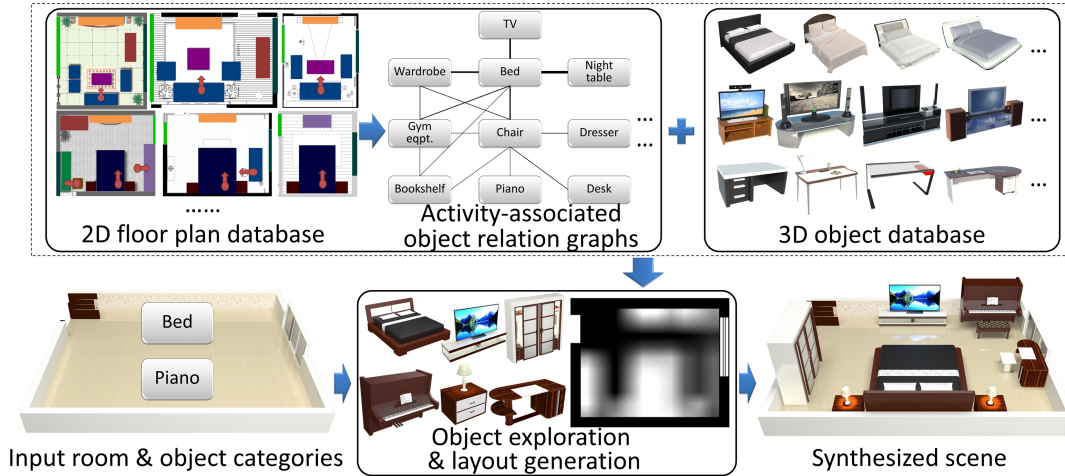 TV
Wardrobe
Bed
Night
table
Gym
eqpt.
Chair
Dresser
Bookshelf
Piano
Desk
...
...
......
2D floor plan database
Activity-associated
object relation graphs
...
...
...
3D object database
Bed
Piano
Input room & object categories
Object exploration
& layout generation
Synthesized scene